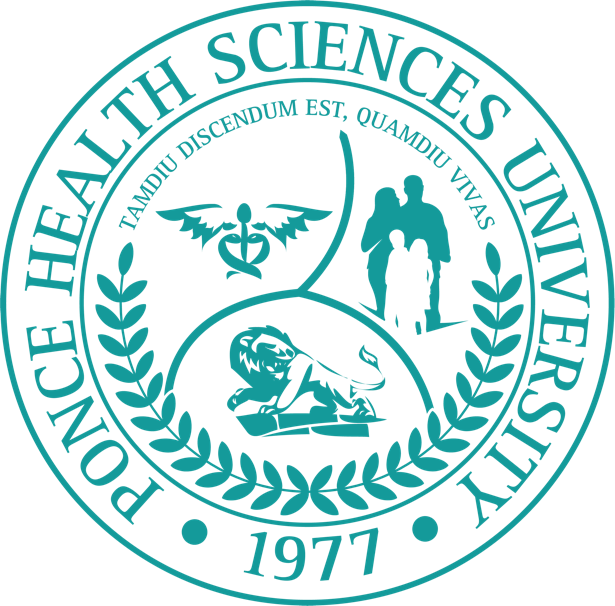 PONCE HEALTH SCIENCES UNIVERSITY
TAMDIU DISCENDUM EST, QUAMDIU VIVAS
• 1977 •